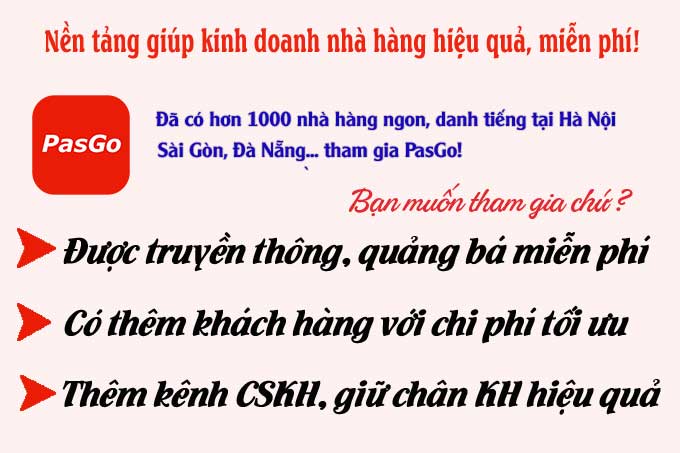 Nền tảng giúp kinh doanh nhà hàng hiệu quả, miễn phí!
PasGo
Đã có hơn 1000 nhà hàng ngon, danh tiếng tại Hà Nội
Sài Gòn, Đà Nẵng... tham gia PasGo!
Bạn muốn tham gia chứ ?
Được truyền thông, quảng bá miễn phí
Có thêm khách hàng với chi phí tối ưu
Thêm kênh CSKH, giữ chân KH hiệu quả